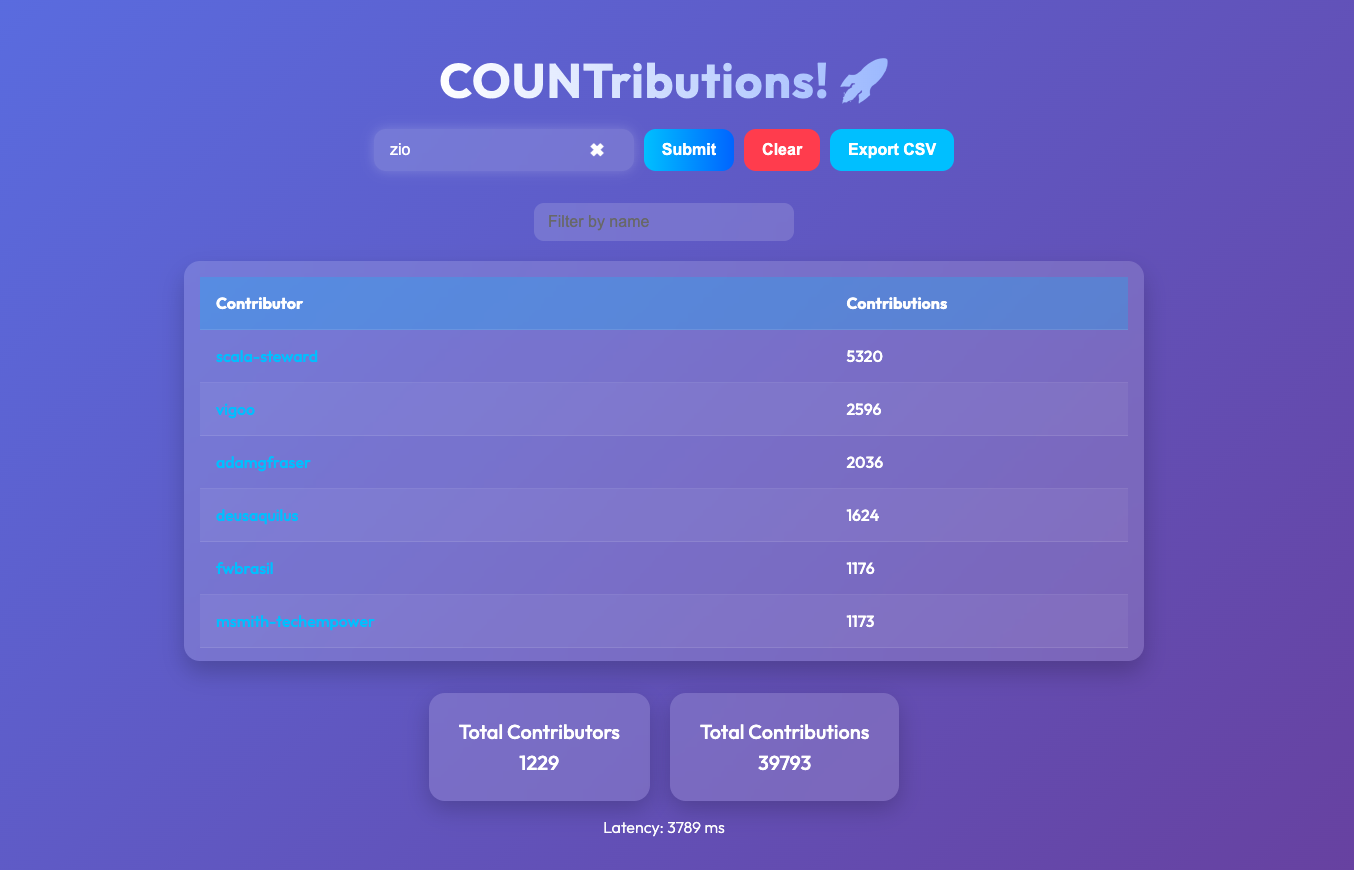 COUNTributions! 🚀
zio ✖ Submit Clear Export CSV
Filter by name
Contributor Contributions
scala-steward 5320
vigoo 2596
adamgfraser 2036
deusaquilus 1624
fwbrasil 1176
msmith-techempower 1173
Total Contributors Total Contributions
1229 39793
Latency: 3789 ms